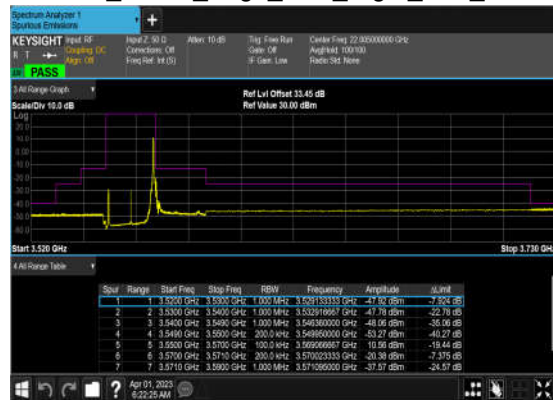 Spectrum Analyzer 1
Spurious Emissions
+
KEYSIGHT Input: RF Input Z: 50 Ω Atten: 10 dB Trig: Free Run Center Freq: 22.005000000 GHz
R T Coupling: DC Corrections: Off Gate: Off Avg|Hold: 100/100
Align: Off Freq Ref: Int (S) IF Gain: Low Radio Std: None
PASS
3 All Range Graph Ref Lvl Offset 33.45 dB
Scale/Div 10.0 dB Ref Value 30.00 dBm
Log
20.0
10.0
Start 3.520 GHz Stop 3.730 GHz
4 All Range Table
Spur Range Start Freq Stop Freq RBW Frequency Amplitude ΔLimit
1 1 3.5200 GHz 3.5300 GHz 1.000 MHz 3.529133333 GHz -47.92 dBm -7.924 dB
2 2 3.5300 GHz 3.5400 GHz 1.000 MHz 3.532916667 GHz -47.78 dBm -22.78 dB
3 3 3.5400 GHz 3.5490 GHz 1.000 MHz 3.546360000 GHz -48.06 dBm -35.06 dB
4 4 3.5490 GHz 3.5500 GHz 200.0 kHz 3.549950000 GHz -53.27 dBm -40.27 dB
5 5 3.5500 GHz 3.5700 GHz 100.0 kHz 3.569066667 GHz 10.56 dBm -19.44 dB
6 6 3.5700 GHz 3.5710 GHz 200.0 kHz 3.570023333 GHz -20.38 dBm -7.375 dB
7 7 3.5710 GHz 3.5900 GHz 1.000 MHz 3.571095000 GHz -37.57 dBm -24.57 dB
? Apr 01, 2023
6:22:25 AM